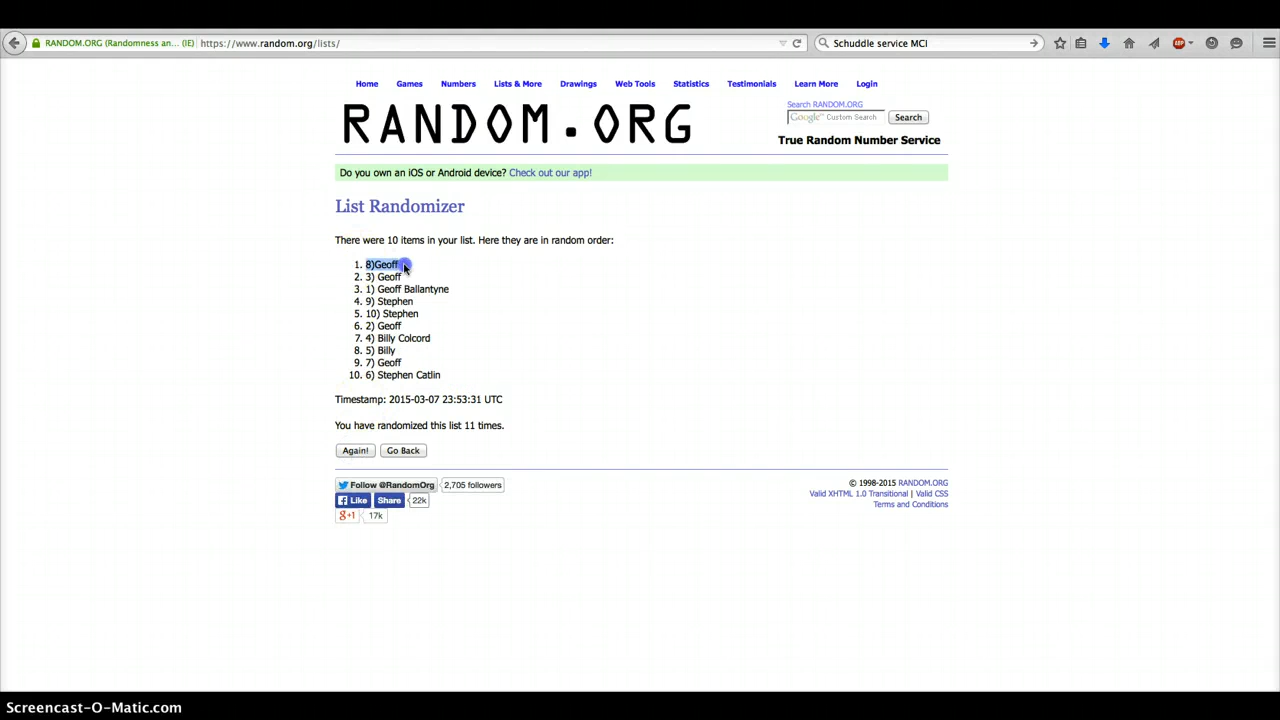 RANDOM.ORG (Randomness an... (IE) https://www.random.org/lists/ Schuddle service MCI ABP
Home Games Numbers Lists & More Drawings Web Tools Statistics Testimonials Learn More Login
RANDOM.ORG
Search RANDOM.ORG
Google™ Custom Search Search
True Random Number Service
Do you own an iOS or Android device? Check out our app!
List Randomizer
There were 10 items in your list. Here they are in random order:
1. 8)Geoff
2. 3) Geoff
3. 1) Geoff Ballantyne
4. 9) Stephen
5. 10) Stephen
6. 2) Geoff
7. 4) Billy Colcord
8. 5) Billy
9. 7) Geoff
10. 6) Stephen Catlin
Timestamp: 2015-03-07 23:53:31 UTC
You have randomized this list 11 times.
Again! Go Back
Follow @RandomOrg 2,705 followers
Like Share 22k
g+1 17k
© 1998-2015 RANDOM.ORG
Valid XHTML 1.0 Transitional | Valid CSS
Terms and Conditions
Screencast-O-Matic.com